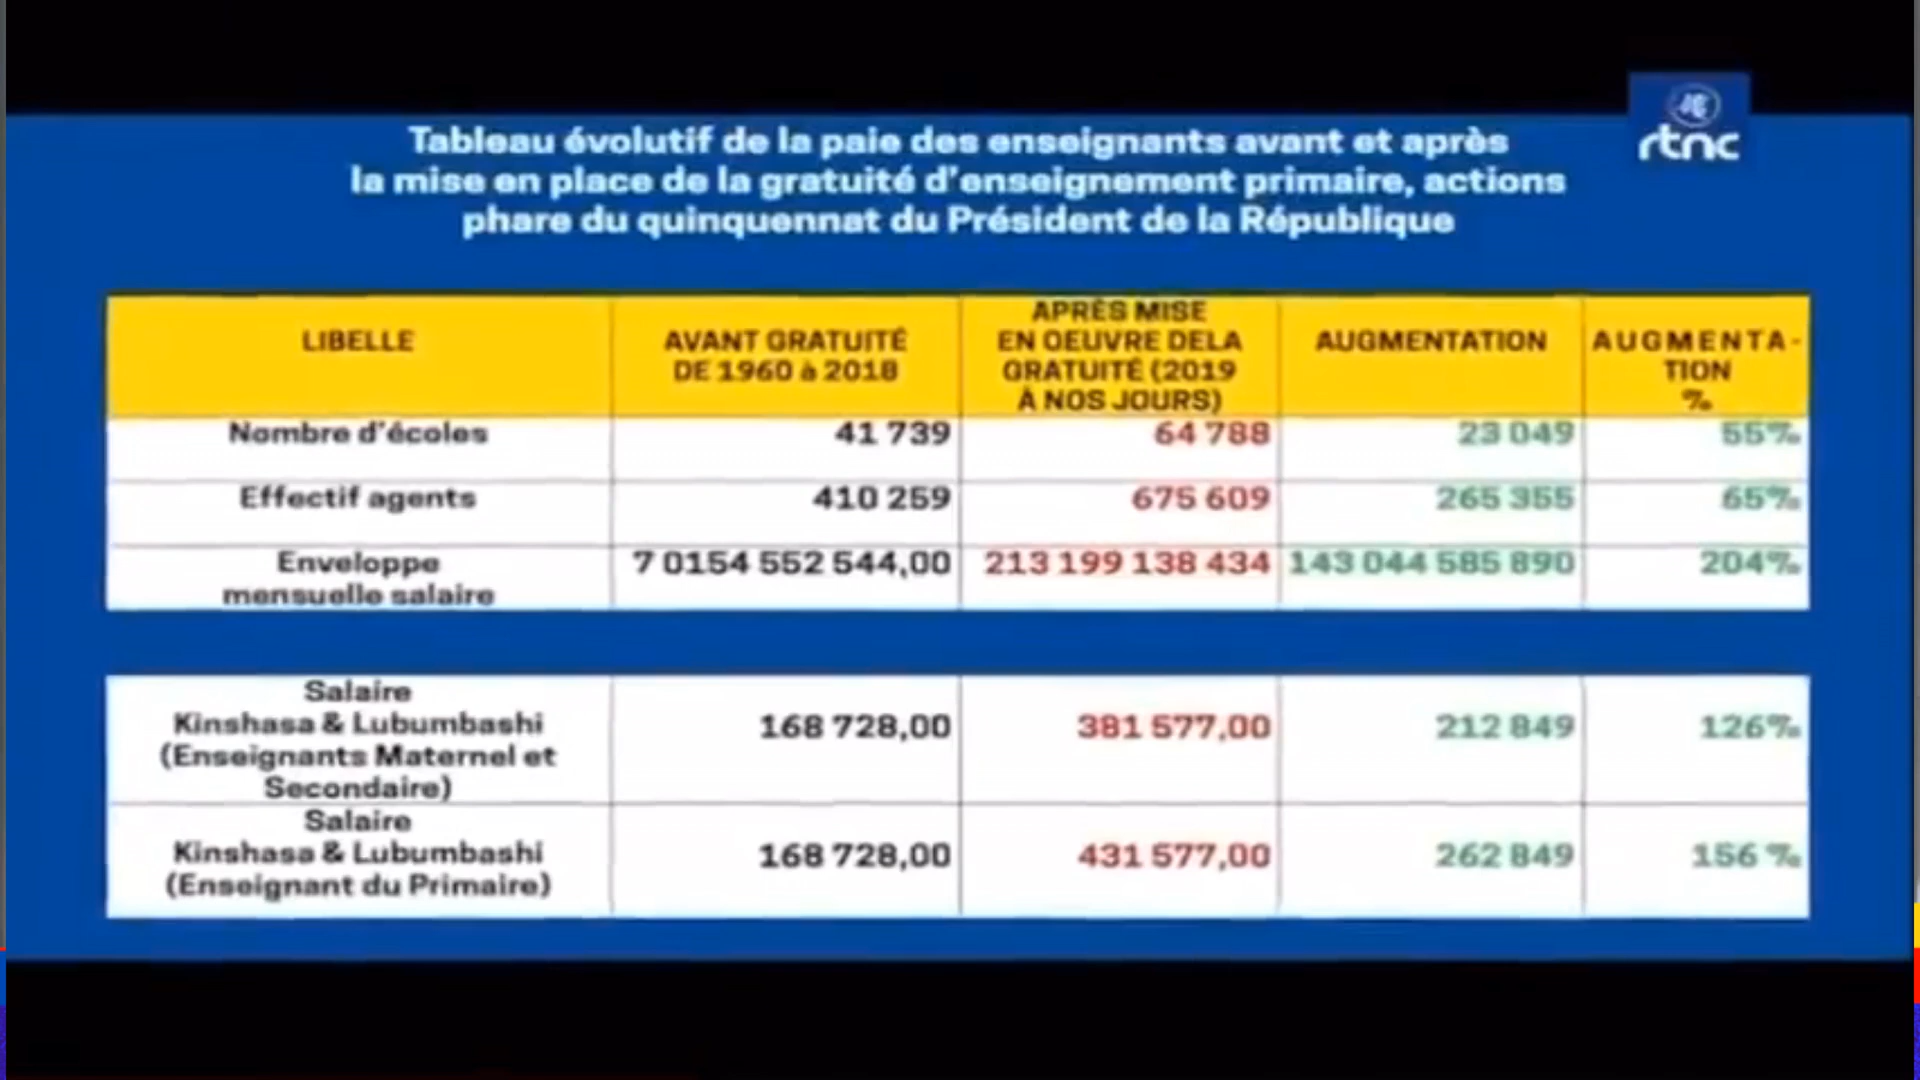 rtnc
Tableau évolutif de la paie des enseignants avant et après
la mise en place de la gratuité d'enseignement primaire, actions
phare du quinquennat du Président de la République
LIBELLE
AVANT GRATUITÉ
DE 1960 à 2018
APRÈS MISE
EN OEUVRE DELA
GRATUITÉ (2019
À NOS JOURS)
AUGMENTATION
AUGMENTA-
TION
%
Nombre d'écoles
41 739
64 788
23 049
55%
Effectif agents
410 259
675 609
265 355
65%
Enveloppe
mensuelle salaire
7 0154 552 544,00
213 199 138 434
143 044 585 890
204%
Salaire
Kinshasa & Lubumbashi
(Enseignants Maternel et
Secondaire)
168 728,00
381 577,00
212 849
126%
Salaire
Kinshasa & Lubumbashi
(Enseignant du Primaire)
168 728,00
431 577,00
262 849
156 %